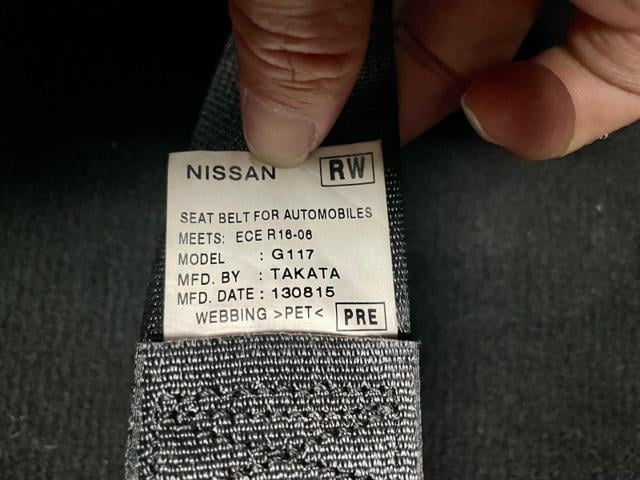 NISSAN RW
SEAT BELT FOR AUTOMOBILES
MEETS: ECE R16-06
MODEL : G117
MFD. BY : TAKATA
MFD. DATE : 130815
WEBBING >PET< PRE